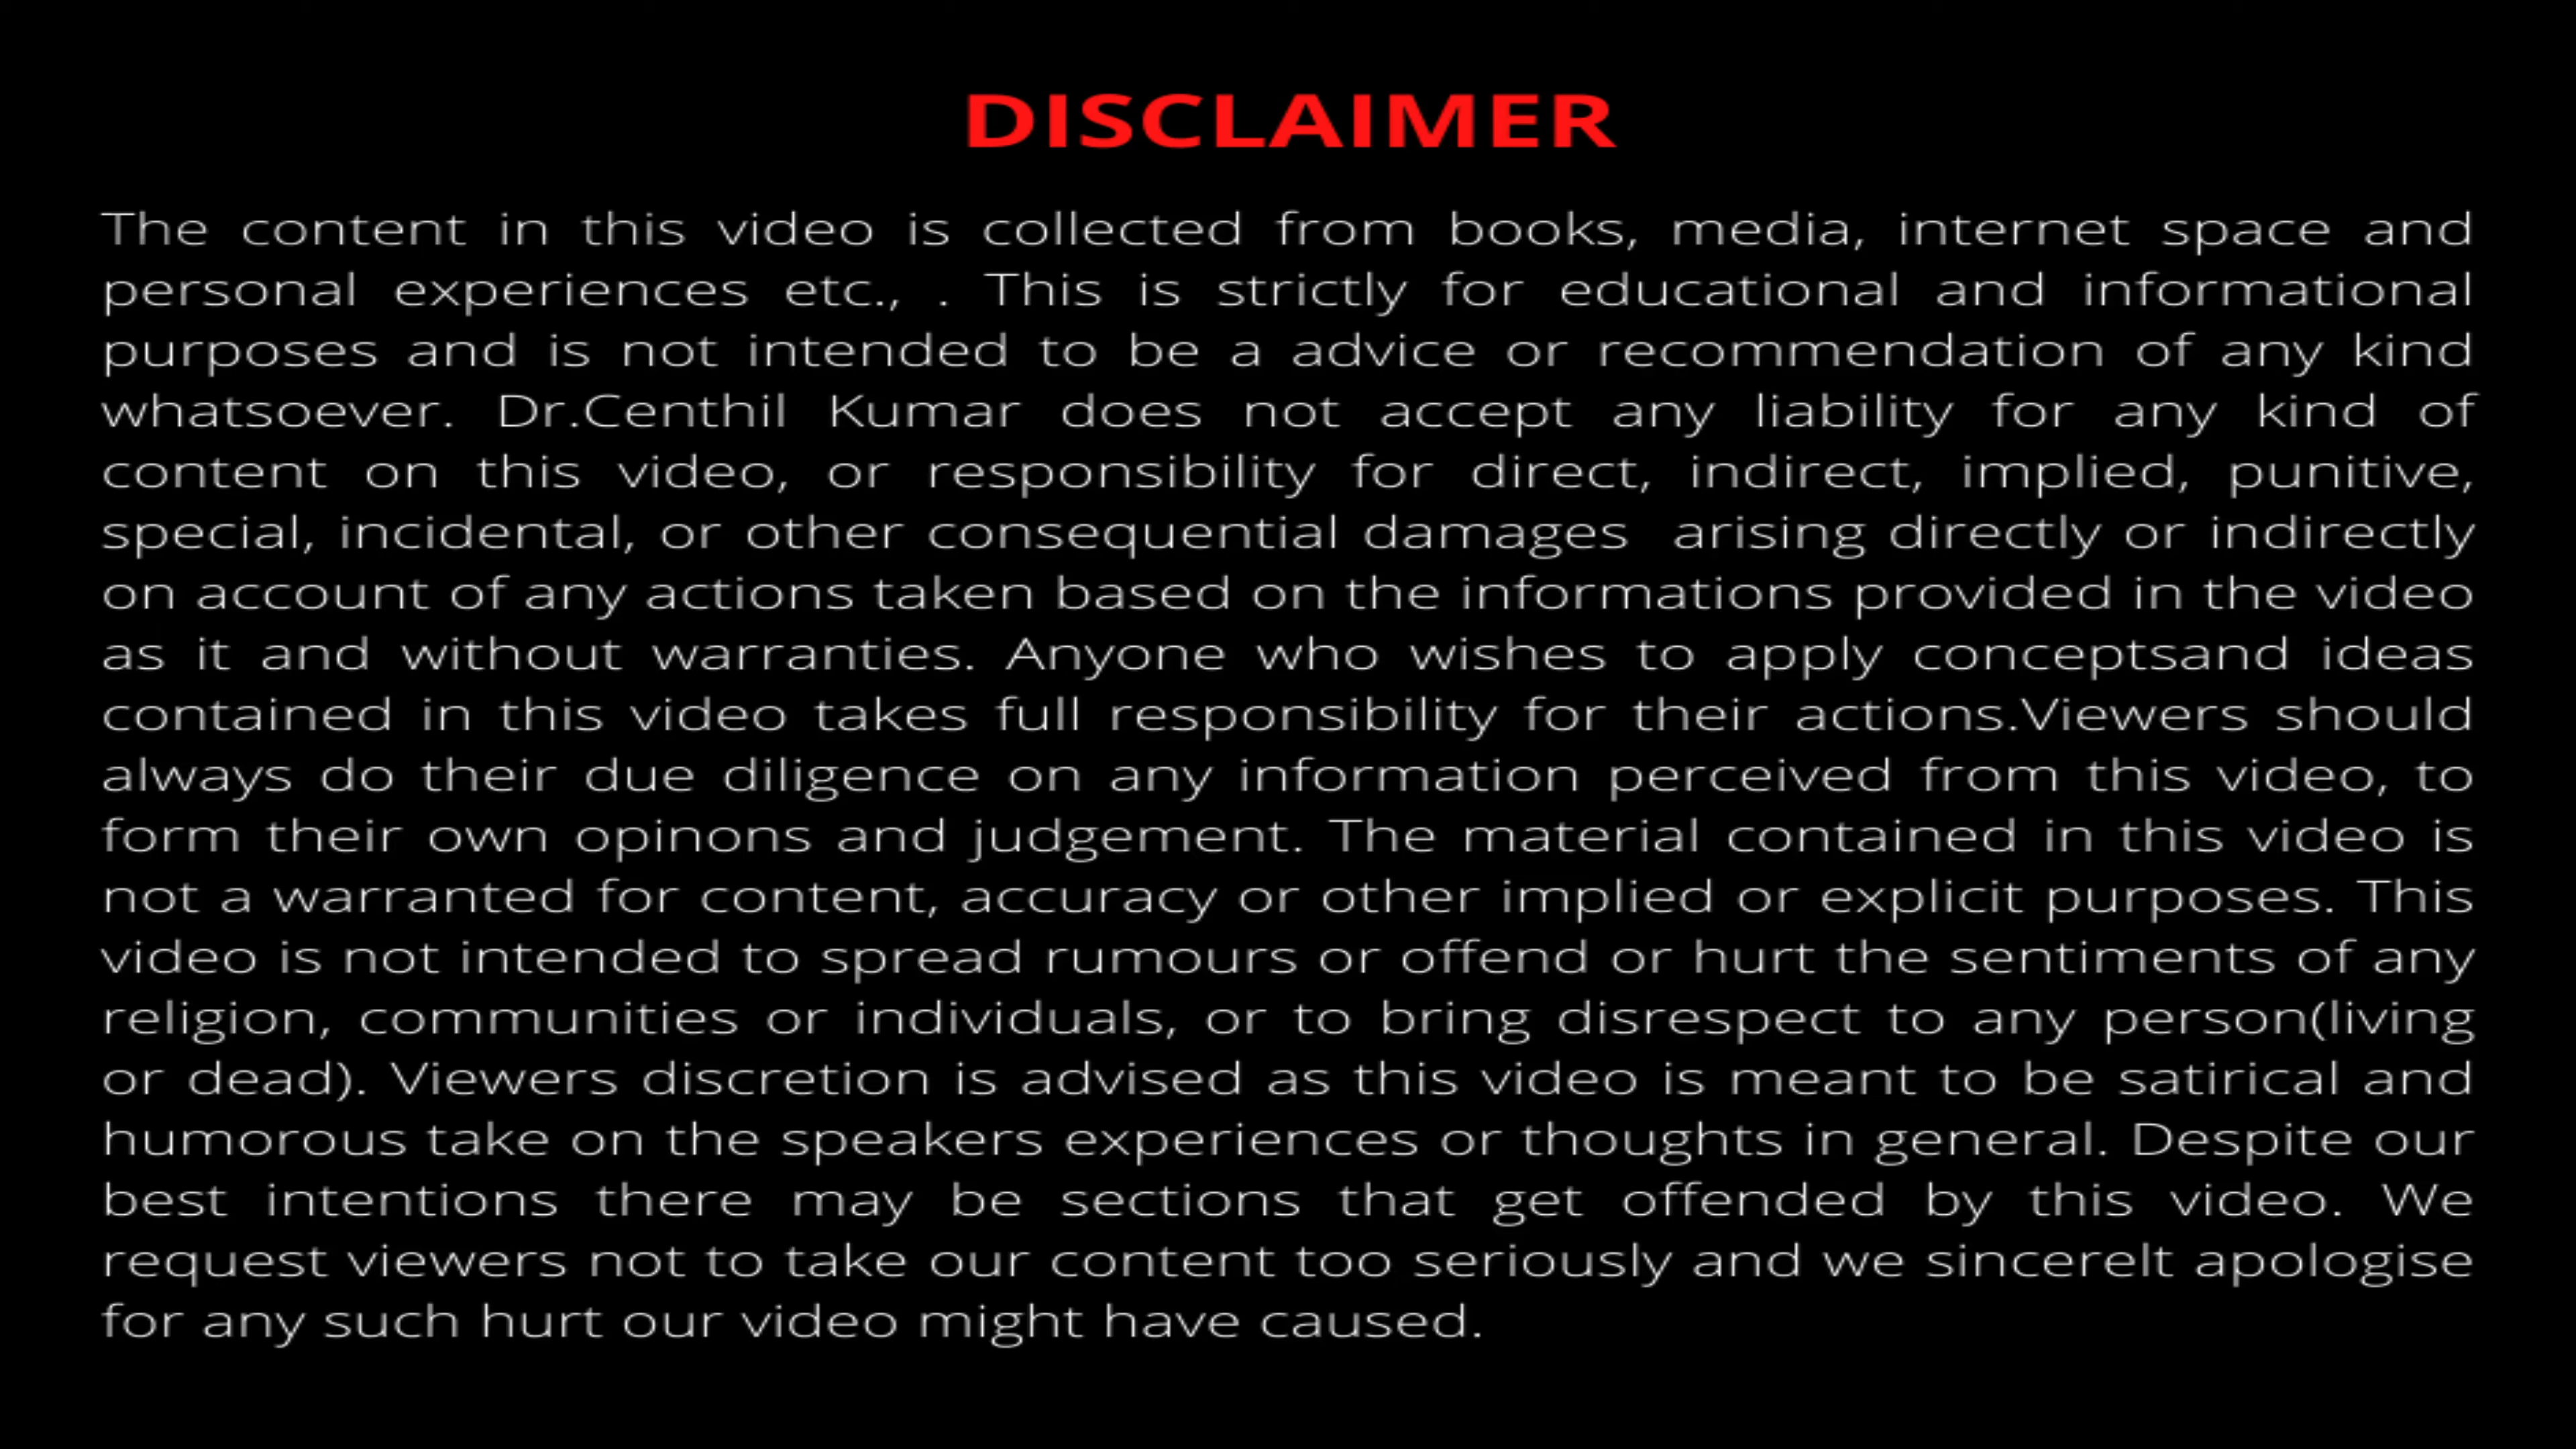 DISCLAIMER
The content in this video is collected from books, media, internet space and
personal experiences etc., . This is strictly for educational and informational
purposes and is not intended to be a advice or recommendation of any kind
whatsoever. Dr.Centhil Kumar does not accept any liability for any kind of
content on this video, or responsibility for direct, indirect, implied, punitive,
special, incidental, or other consequential damages arising directly or indirectly
on account of any actions taken based on the informations provided in the video
as it and without warranties. Anyone who wishes to apply conceptsand ideas
contained in this video takes full responsibility for their actions.Viewers should
always do their due diligence on any information perceived from this video, to
form their own opinons and judgement. The material contained in this video is
not a warranted for content, accuracy or other implied or explicit purposes. This
video is not intended to spread rumours or offend or hurt the sentiments of any
religion, communities or individuals, or to bring disrespect to any person(living
or dead). Viewers discretion is advised as this video is meant to be satirical and
humorous take on the speakers experiences or thoughts in general. Despite our
best intentions there may be sections that get offended by this video. We
request viewers not to take our content too seriously and we sincerelt apologise
for any such hurt our video might have caused.